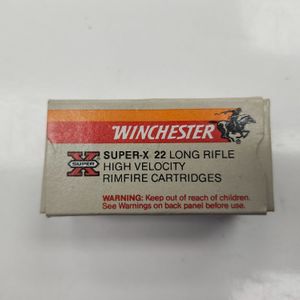 WINCHESTER
X
SUPER
SUPER-X 22 LONG RIFLE
HIGH VELOCITY
RIMFIRE CARTRIDGES
WARNING: Keep out of reach of children.
See Warnings on back panel before use.